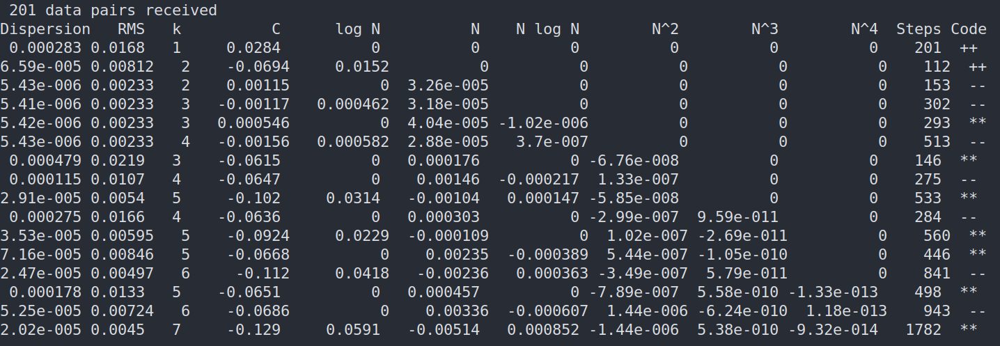 201 data pairs received
Dispersion RMS k C log N N N log N N^2 N^3 N^4 Steps Code
0.000283 0.0168 1 0.0284 0 0 0 0 0 0 201 ++
6.59e-005 0.00812 2 -0.0694 0.0152 0 0 0 0 0 112 ++
5.43e-006 0.00233 2 0.00115 0 3.26e-005 0 0 0 0 153 --
5.41e-006 0.00233 3 -0.00117 0.000462 3.18e-005 0 0 0 0 302 --
5.42e-006 0.00233 3 0.000546 0 4.04e-005 -1.02e-006 0 0 0 293 **
5.43e-006 0.00233 4 -0.00156 0.000582 2.88e-005 3.7e-007 0 0 0 513 --
0.000479 0.0219 3 -0.0615 0 0.000176 0 -6.76e-008 0 0 146 **
0.000115 0.0107 4 -0.0647 0 0.00146 -0.000217 1.33e-007 0 0 275 --
2.91e-005 0.0054 5 -0.102 0.0314 -0.00104 0.000147 -5.85e-008 0 0 533 **
0.000275 0.0166 4 -0.0636 0 0.000303 0 -2.99e-007 9.59e-011 0 284 --
3.53e-005 0.00595 5 -0.0924 0.0229 -0.000109 0 1.02e-007 -2.69e-011 0 560 **
7.16e-005 0.00846 5 -0.0668 0 0.00235 -0.000389 5.44e-007 -1.05e-010 0 446 **
2.47e-005 0.00497 6 -0.112 0.0418 -0.00236 0.000363 -3.49e-007 5.79e-011 0 841 --
0.000178 0.0133 5 -0.0651 0 0.000457 0 -7.89e-007 5.58e-010 -1.33e-013 498 **
5.25e-005 0.00724 6 -0.0686 0 0.00336 -0.000607 1.44e-006 -6.24e-010 1.18e-013 943 --
2.02e-005 0.0045 7 -0.129 0.0591 -0.00514 0.000852 -1.44e-006 5.38e-010 -9.32e-014 1782 **